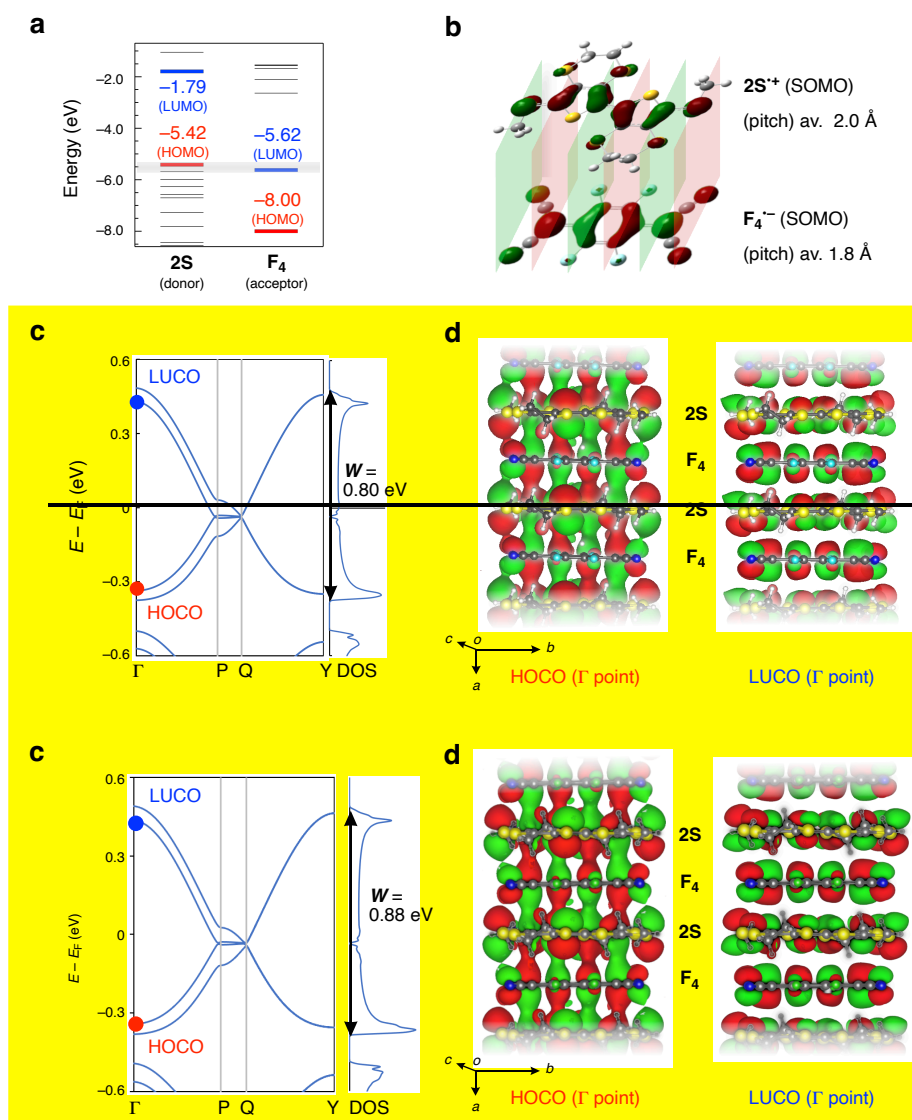 a
Energy (eV)
−2.0
−4.0
−6.0
−8.0
−1.79
(LUMO)
−5.42
(HOMO)
−5.62
(LUMO)
−8.00
(HOMO)
2S
(donor)
F4
(acceptor)
b
2S•+ (SOMO)
(pitch) av. 2.0 Å
F4•− (SOMO)
(pitch) av. 1.8 Å
c
E − EF (eV)
0.6
0.3
0
−0.3
−0.6
LUCO
HOCO
W =
0.80 eV
Γ P Q Y DOS
d
2S
F4
2S
F4
c o b
a
HOCO (Γ point)
LUCO (Γ point)
c
E − EF (eV)
0.6
0.3
0
−0.3
−0.6
LUCO
HOCO
W =
0.88 eV
Γ P Q Y DOS
d
2S
F4
2S
F4
c o b
a
HOCO (Γ point)
LUCO (Γ point)